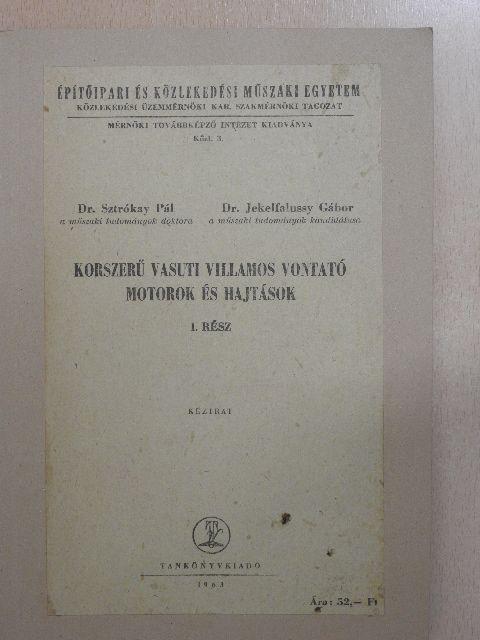 ÉPÍTŐIPARI ÉS KÖZLEKEDÉSI MŰSZAKI EGYETEM
KÖZLEKEDÉSI ÜZEMMÉRNÖKI KAR. SZAKMÉRNÖKI TAGOZAT
MÉRNÖKI TOVÁBBKÉPZŐ INTÉZET KIADVÁNYA
Közl. 3.
Dr. Sztrókay Pál Dr. Jekelfalussy Gábor
a műszaki tudományok doktora a műszaki tudományok kandidátusa
KORSZERŰ VASUTI VILLAMOS VONTATÓ
MOTOROK ÉS HAJTÁSOK
I. RÉSZ
KÉZIRAT
TANKÖNYVKIADÓ
1963
Ára: 52,— Ft